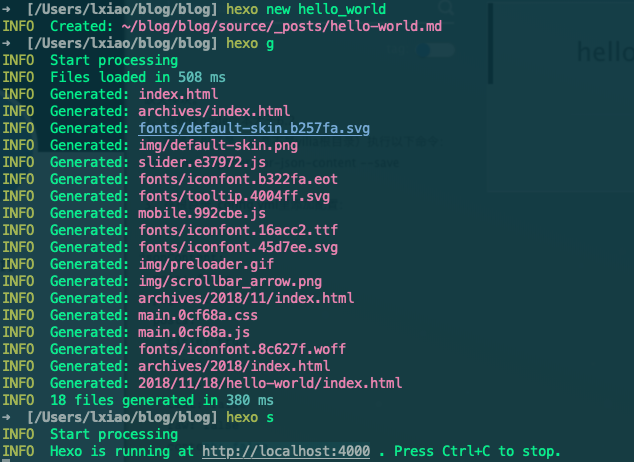 ➜  [/Users/lxiao/blog/blog] hexo new hello_world
INFO  Created: ~/blog/blog/source/_posts/hello-world.md
➜  [/Users/lxiao/blog/blog] hexo g
INFO  Start processing
INFO  Files loaded in 508 ms
INFO  Generated: index.html
INFO  Generated: archives/index.html
INFO  Generated: fonts/default-skin.b257fa.svg
INFO  Generated: img/default-skin.png
INFO  Generated: slider.e37972.js
INFO  Generated: fonts/iconfont.b322fa.eot
INFO  Generated: fonts/tooltip.4004ff.svg
INFO  Generated: mobile.992cbe.js
INFO  Generated: fonts/iconfont.16acc2.ttf
INFO  Generated: fonts/iconfont.45d7ee.svg
INFO  Generated: img/preloader.gif
INFO  Generated: img/scrollbar_arrow.png
INFO  Generated: archives/2018/11/index.html
INFO  Generated: main.0cf68a.css
INFO  Generated: main.0cf68a.js
INFO  Generated: fonts/iconfont.8c627f.woff
INFO  Generated: archives/2018/index.html
INFO  Generated: 2018/11/18/hello-world/index.html
INFO  18 files generated in 380 ms
➜  [/Users/lxiao/blog/blog] hexo s
INFO  Start processing
INFO  Hexo is running at http://localhost:4000 . Press Ctrl+C to stop.
hello
json-content --save